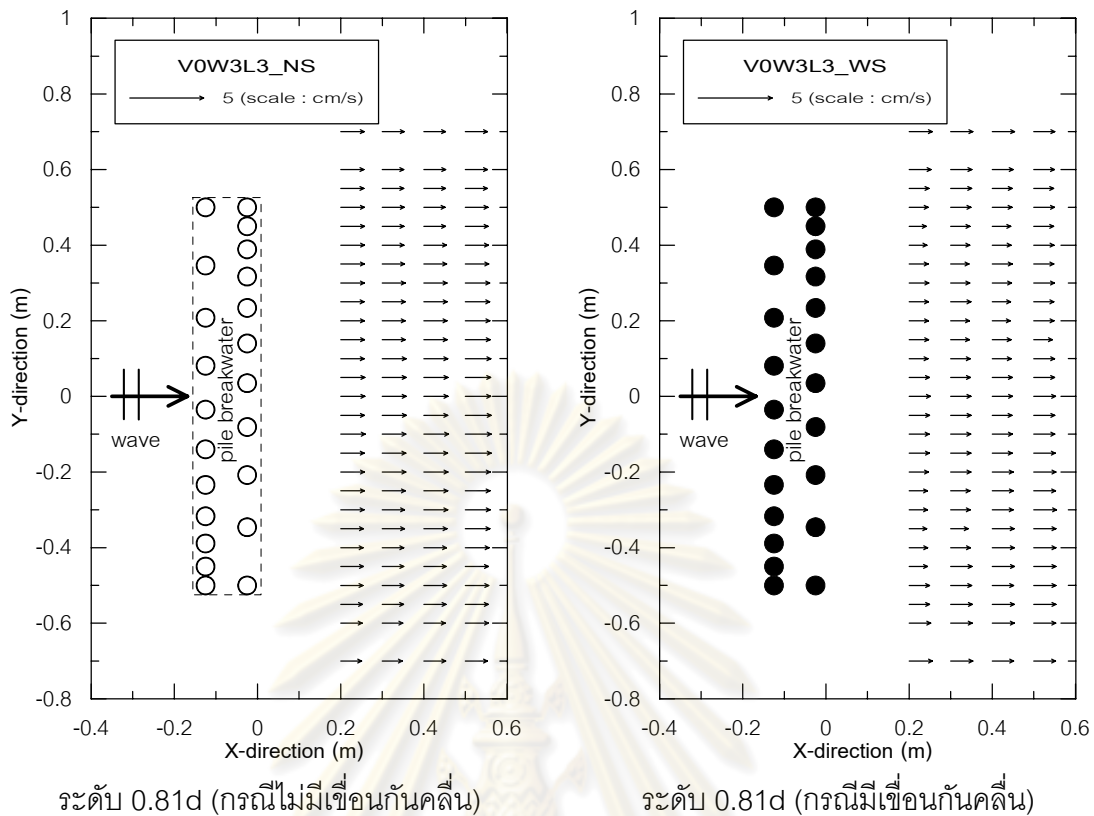 V0W3L3_NS
5 (scale : cm/s)
1
0.8
0.6
0.4
0.2
0
-0.2
-0.4
-0.6
-0.8
Y-direction (m)
wave
pile breakwater
-0.4 -0.2 0 0.2 0.4 0.6
X-direction (m)
ระดับ 0.81d (กรณีไม่มีเขื่อนกันคลื่น)
V0W3L3_WS
5 (scale : cm/s)
1
0.8
0.6
0.4
0.2
0
-0.2
-0.4
-0.6
-0.8
Y-direction (m)
wave
pile breakwater
-0.4 -0.2 0 0.2 0.4 0.6
X-direction (m)
ระดับ 0.81d (กรณีมีเขื่อนกันคลื่น)